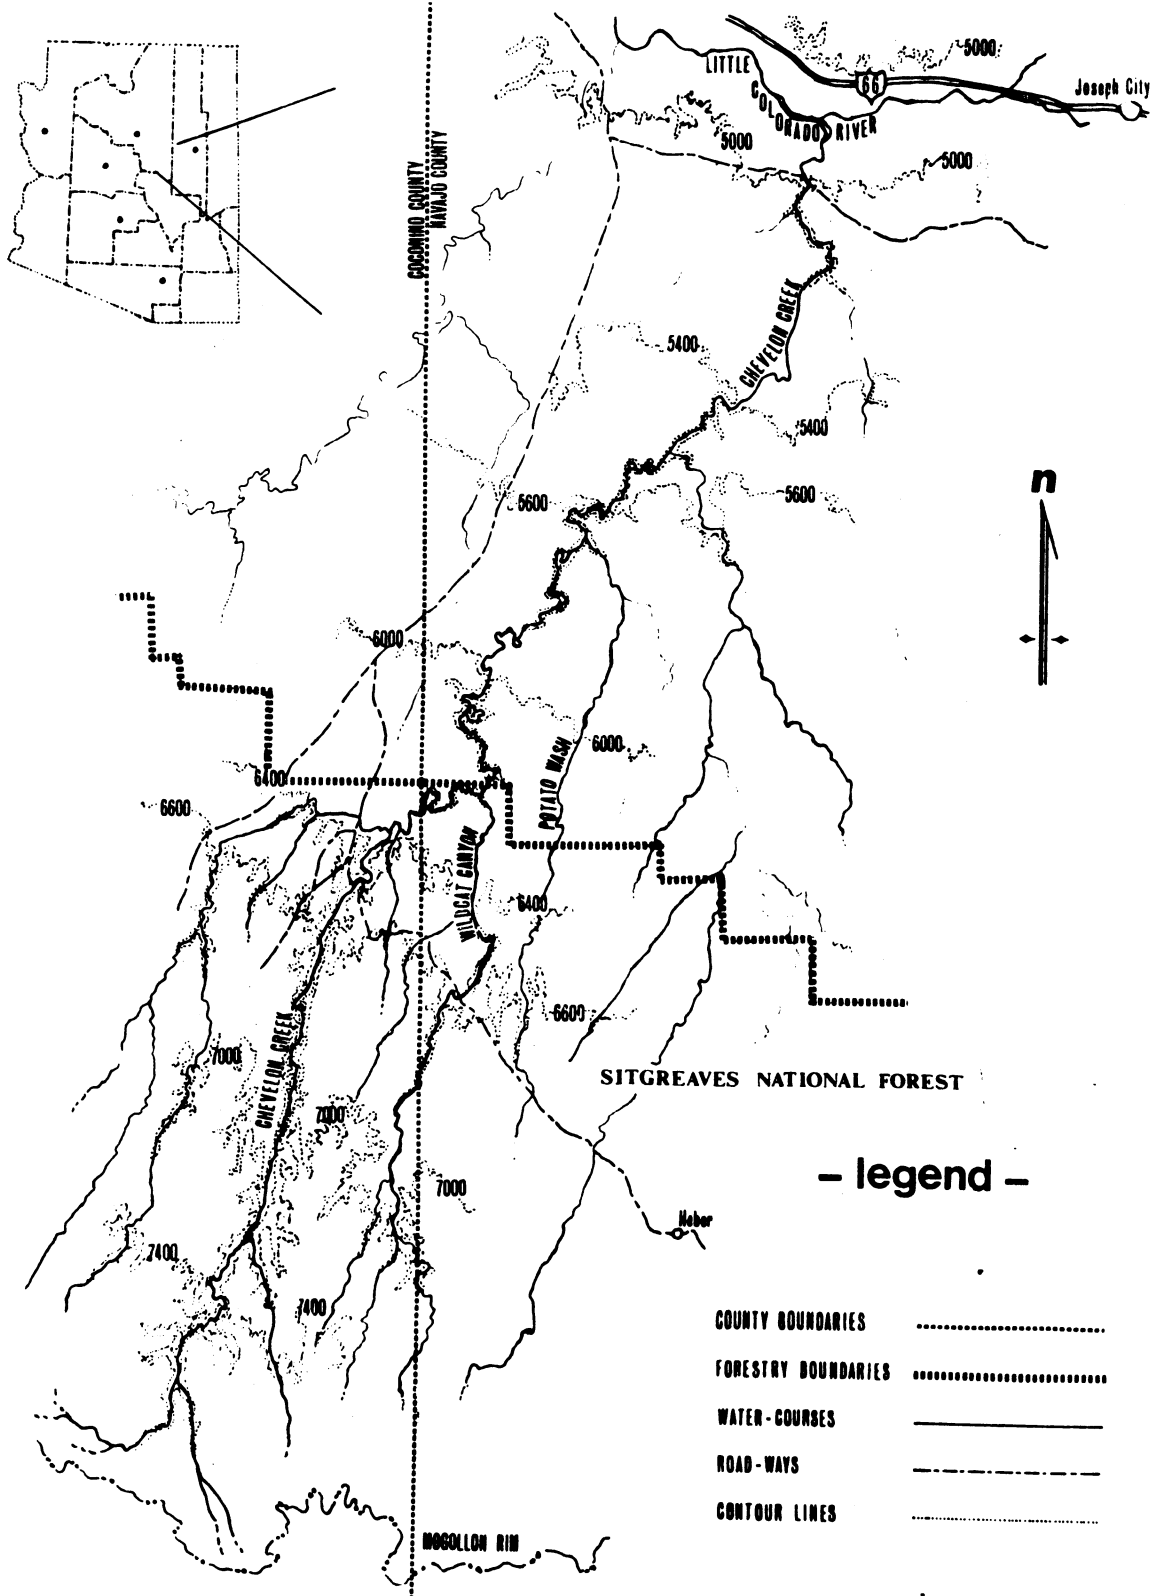 5000
LITTLE COLORADO RIVER
66
Joseph City
5000
5000
COCONINO COUNTY
NAVAJO COUNTY
CHEVELON CREEK
5400
5400
5600
5600
n
6000
6000
POTATO WASH
6400
6600
WILDCAT CANYON
6400
6600
CHEVELON CREEK
7000
7000
SITGREAVES NATIONAL FOREST
7000
Heber
7400
7400
MOGOLLON RIM
- legend -
COUNTY BOUNDARIES
FORESTRY BOUNDARIES
WATER-COURSES
ROAD-WAYS
CONTOUR LINES